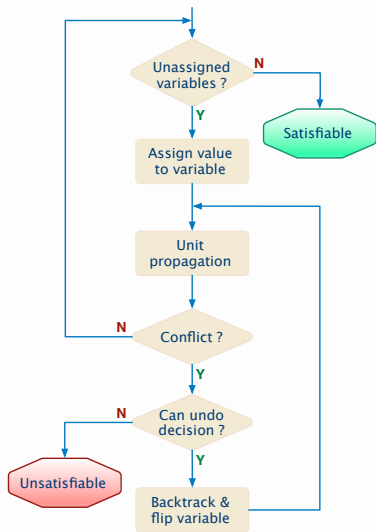 Unassigned
variables ?
N
Y
Satisfiable
Assign value
to variable
Unit
propagation
N
Conflict ?
Y
N
Can undo
decision ?
Y
Unsatisfiable
Backtrack &
flip variable